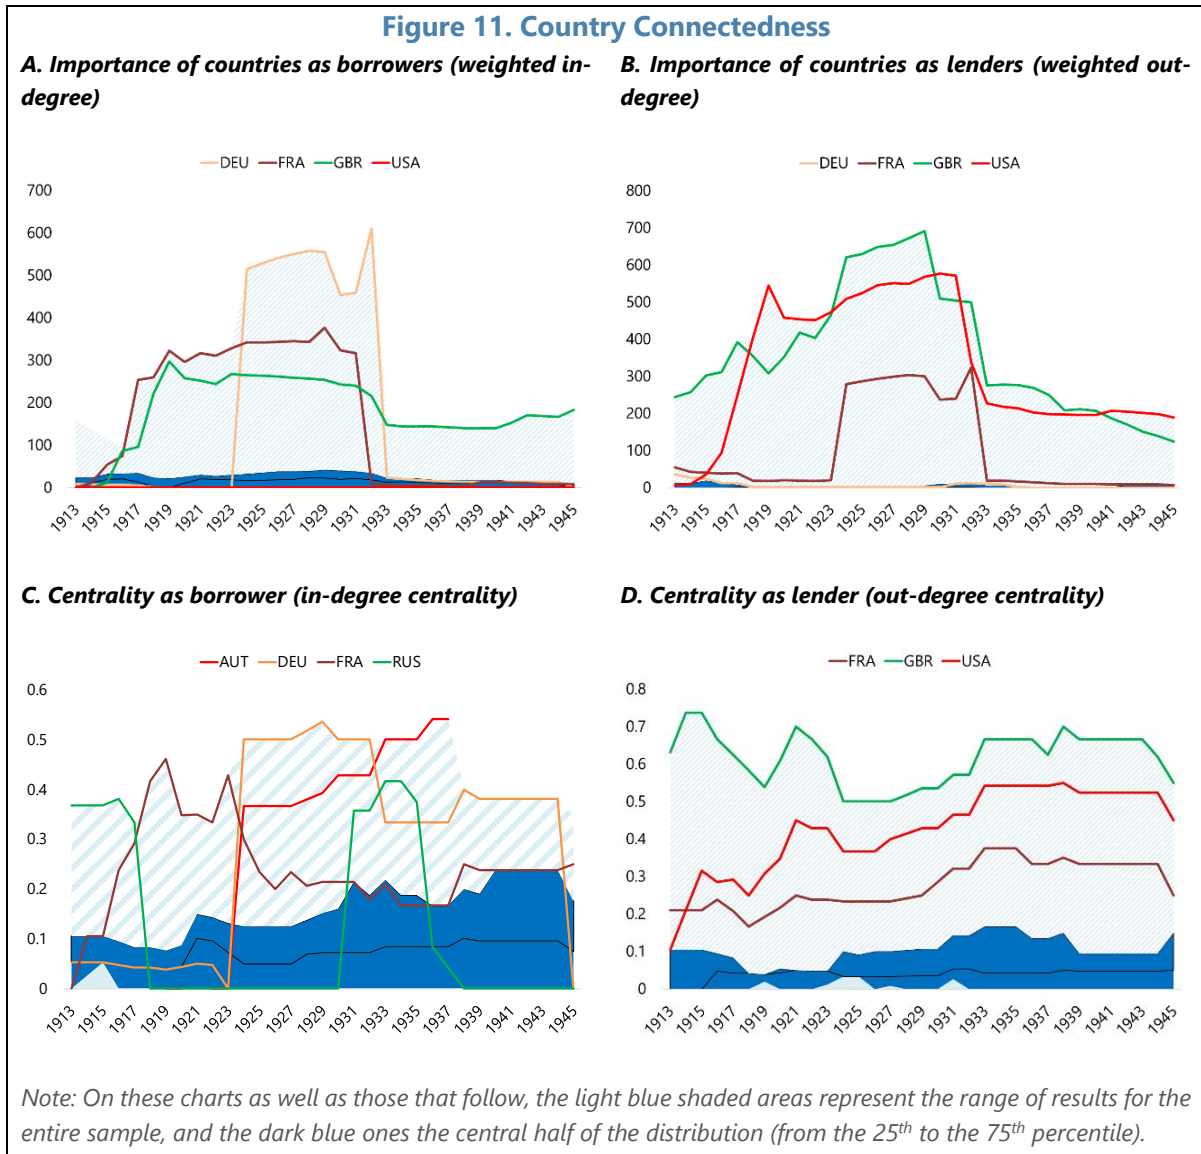 Figure 11. Country Connectedness
A. Importance of countries as borrowers (weighted in-
degree)
B. Importance of countries as lenders (weighted out-
degree)
DEU FRA GBR USA
700
600
500
400
300
200
100
0
1913 1915 1917 1919 1921 1923 1925 1927 1929 1931 1933 1935 1937 1939 1941 1943 1945
DEU FRA GBR USA
800
700
600
500
400
300
200
100
0
1913 1915 1917 1919 1921 1923 1925 1927 1929 1931 1933 1935 1937 1939 1941 1943 1945
C. Centrality as borrower (in-degree centrality)
D. Centrality as lender (out-degree centrality)
AUT DEU FRA RUS
0.6
0.5
0.4
0.3
0.2
0.1
0
1913 1915 1917 1919 1921 1923 1925 1927 1929 1931 1933 1935 1937 1939 1941 1943 1945
FRA GBR USA
0.8
0.7
0.6
0.5
0.4
0.3
0.2
0.1
0
1913 1915 1917 1919 1921 1923 1925 1927 1929 1931 1933 1935 1937 1939 1941 1943 1945
Note: On these charts as well as those that follow, the light blue shaded areas represent the range of results for the
entire sample, and the dark blue ones the central half of the distribution (from the 25th to the 75th percentile).